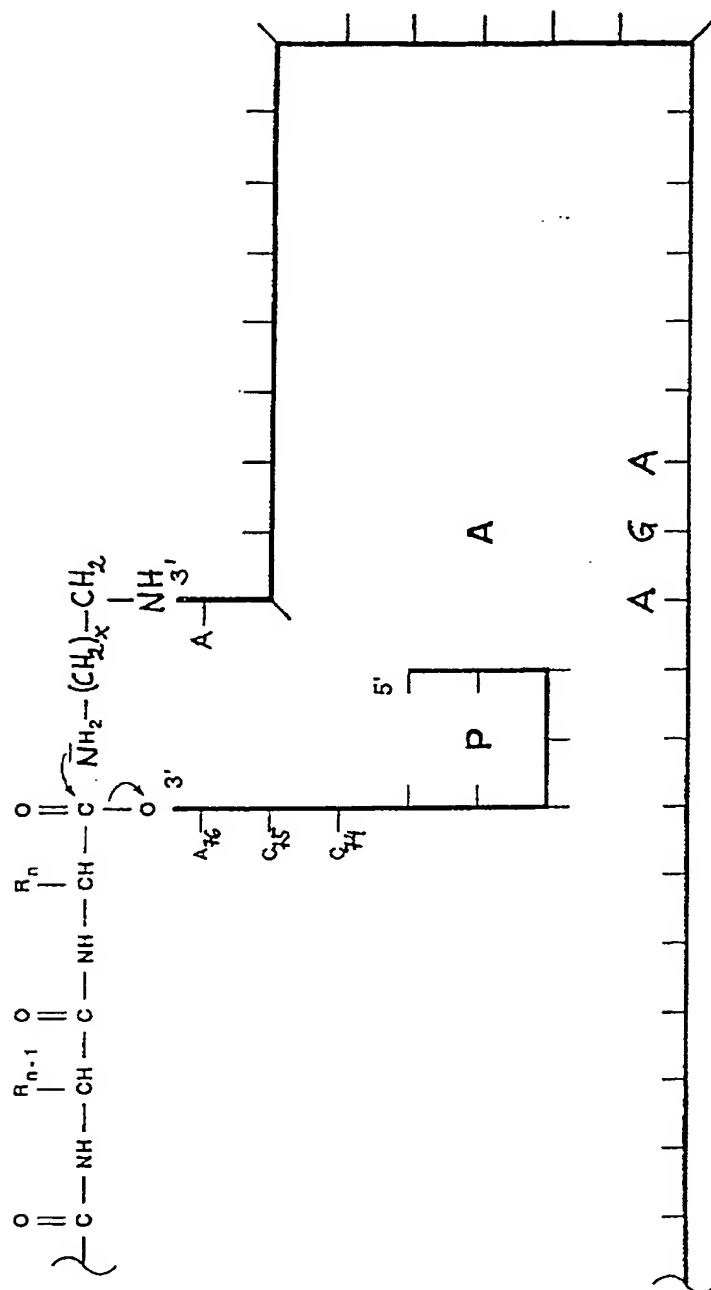 O R_{n-1} O R_n O
C — NH — CH — C — NH — CH — C NH₂ — (CH₂)ₓ — CH₂
O NH
3' 3'
A₇₆ A
C₇₅
C₇₄
5'
P A
A G A